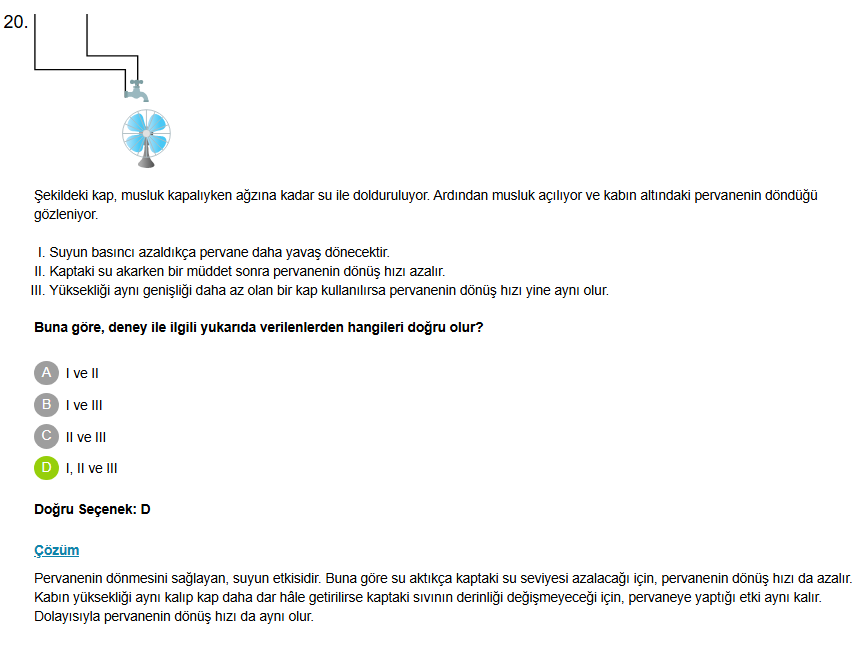 20.
Şekildeki kap, musluk kapalıyken ağzına kadar su ile dolduruluyor. Ardından musluk açılıyor ve kabın altındaki pervanenin döndüğü
gözleniyor.
I. Suyun basıncı azaldıkça pervane daha yavaş dönecektir.
II. Kaptaki su akarken bir müddet sonra pervanenin dönüş hızı azalır.
III. Yüksekliği aynı genişliği daha az olan bir kap kullanılırsa pervanenin dönüş hızı yine aynı olur.
Buna göre, deney ile ilgili yukarıda verilenlerden hangileri doğru olur?
A I ve II
B I ve III
C II ve III
D I, II ve III
Doğru Seçenek: D
Çözüm
Pervanenin dönmesini sağlayan, suyun etkisidir. Buna göre su aktıkça kaptaki su seviyesi azalacağı için, pervanenin dönüş hızı da azalır.
Kabın yüksekliği aynı kalıp kap daha dar hâle getirilirse kaptaki sıvının derinliği değişmeyeceği için, pervaneye yaptığı etki aynı kalır.
Dolayısıyla pervanenin dönüş hızı da aynı olur.